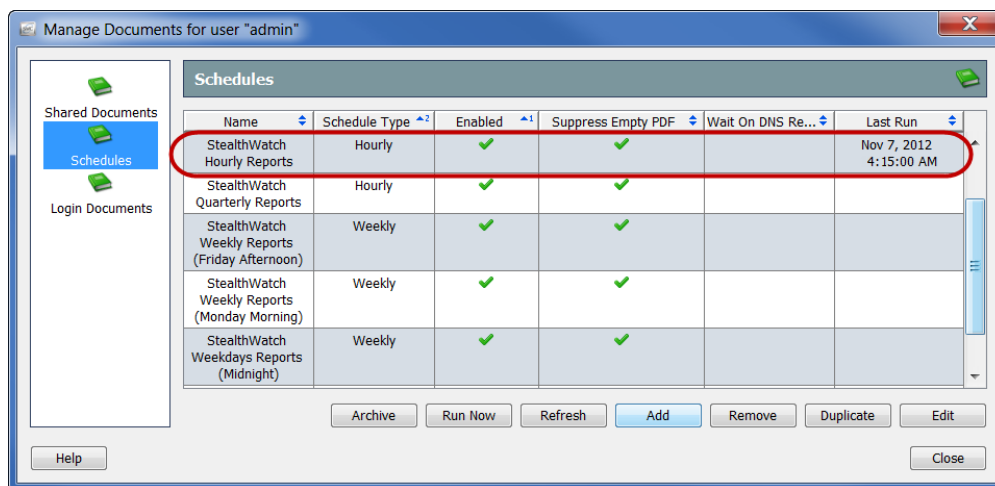 Manage Documents for user "admin"
X
Shared Documents
Schedules
Login Documents
Schedules
Name Schedule Type 2 Enabled 1 Suppress Empty PDF Wait On DNS Re... Last Run
StealthWatch
Hourly Reports
Hourly
Nov 7, 2012
4:15:00 AM
StealthWatch
Quarterly Reports
Hourly
StealthWatch
Weekly Reports
(Friday Afternoon)
Weekly
StealthWatch
Weekly Reports
(Monday Morning)
Weekly
StealthWatch
Weekdays Reports
(Midnight)
Weekly
Archive Run Now Refresh Add Remove Duplicate Edit
Help Close